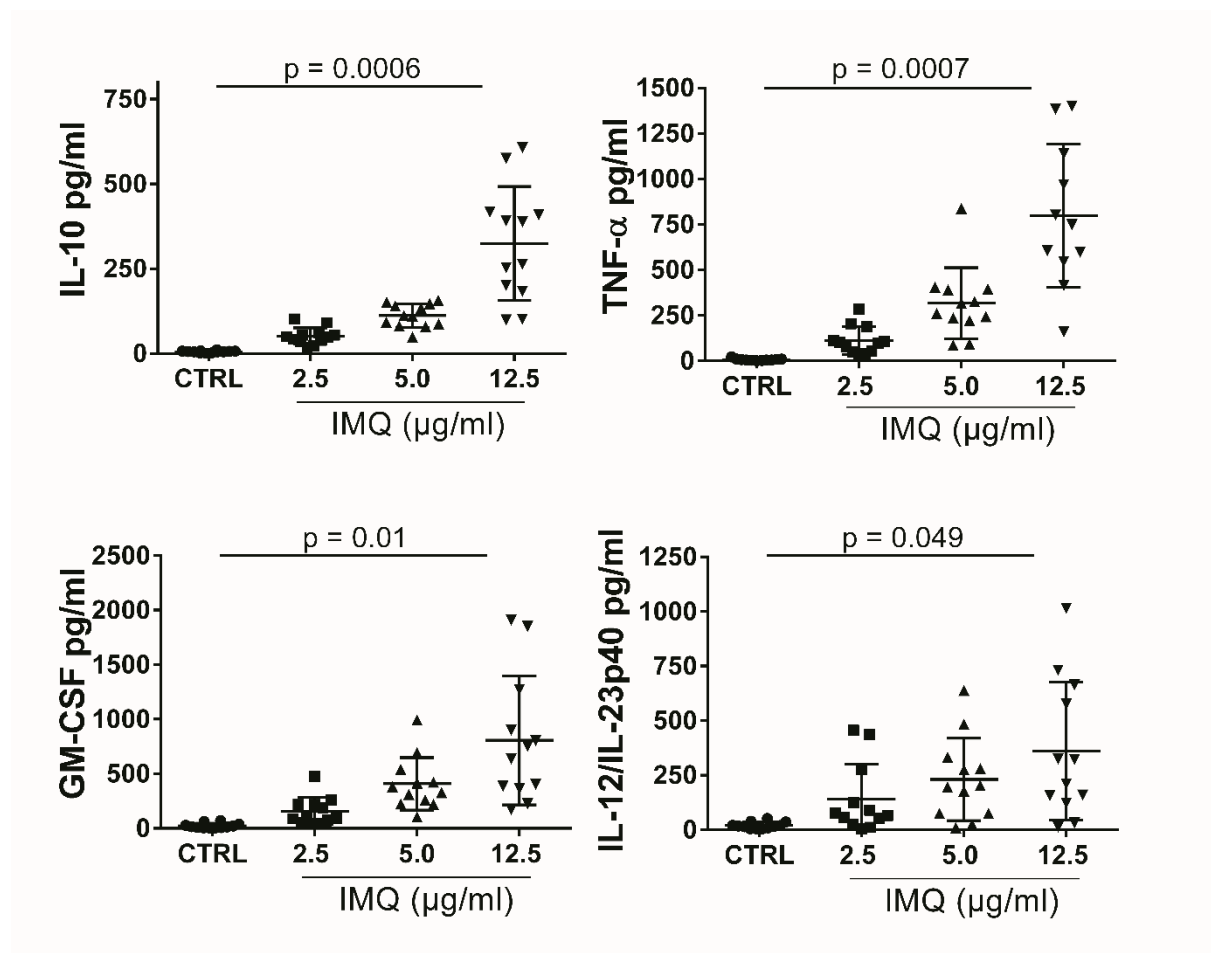 p = 0.0006
IL-10 pg/ml
750
500
250
0
CTRL 2.5 5.0 12.5
IMQ (µg/ml)
p = 0.0007
TNF-α pg/ml
1500
1250
1000
750
500
250
0
CTRL 2.5 5.0 12.5
IMQ (µg/ml)
p = 0.01
GM-CSF pg/ml
2500
2000
1500
1000
500
0
CTRL 2.5 5.0 12.5
IMQ (µg/ml)
p = 0.049
IL-12/IL-23p40 pg/ml
1250
1000
750
500
250
0
CTRL 2.5 5.0 12.5
IMQ (µg/ml)